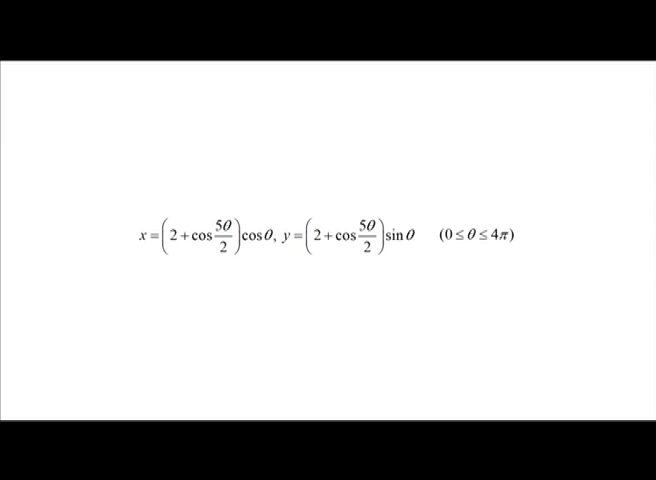 x = (2 + cos 5θ/2) cos θ, y = (2 + cos 5θ/2) sin θ (0 ≤ θ ≤ 4π)